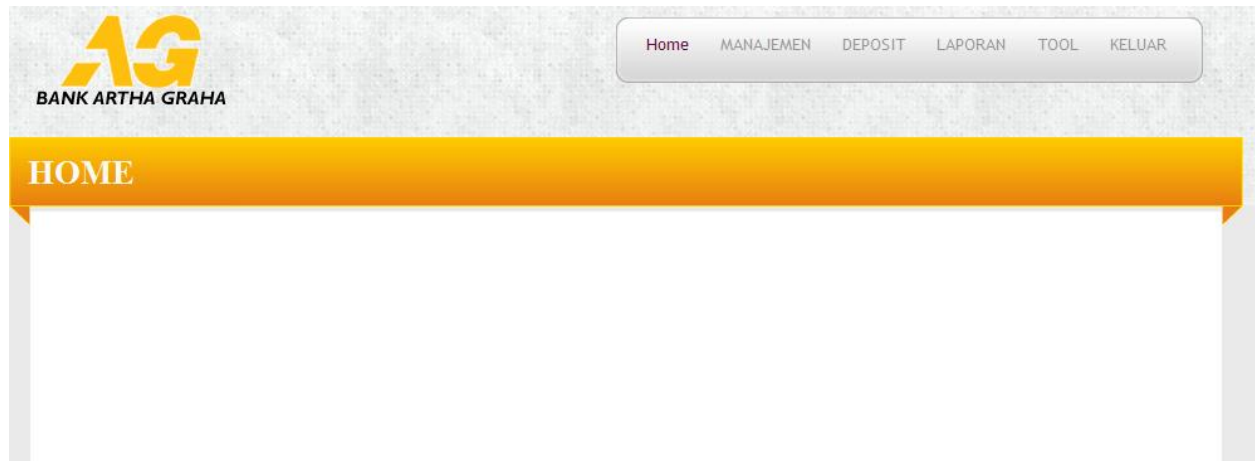 AG
BANK ARTHA GRAHA
Home MANAJEMEN DEPOSIT LAPORAN TOOL KELUAR
HOME